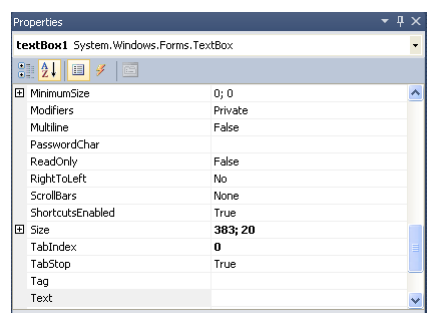 Properties
textBox1 System.Windows.Forms.TextBox
MinimumSize 0; 0
Modifiers Private
Multiline False
PasswordChar
ReadOnly False
RightToLeft No
ScrollBars None
ShortcutsEnabled True
Size 383; 20
TabIndex 0
TabStop True
Tag
Text